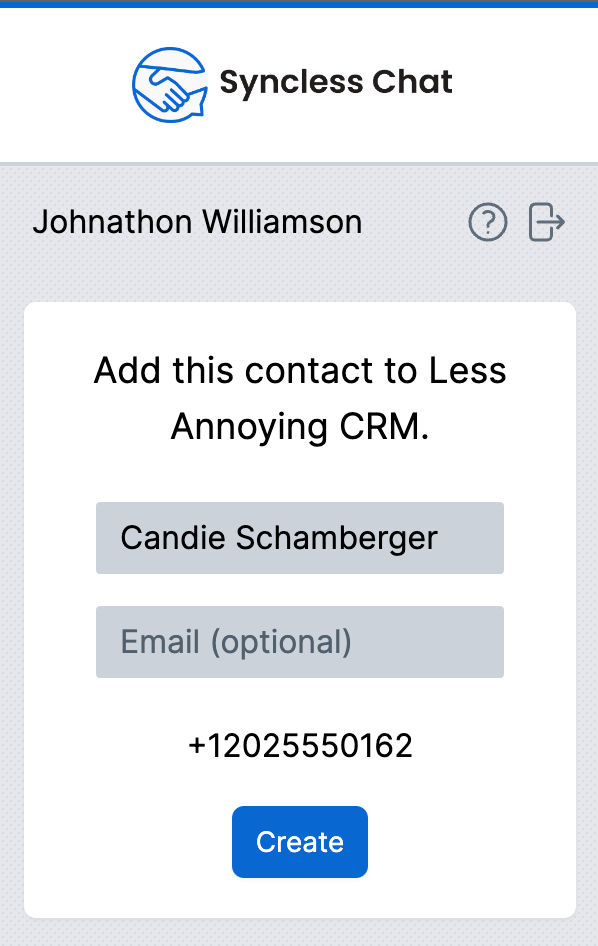 Syncless Chat
Johnathon Williamson
Add this contact to Less
Annoying CRM.
Candie Schamberger
Email (optional)
+12025550162
Create